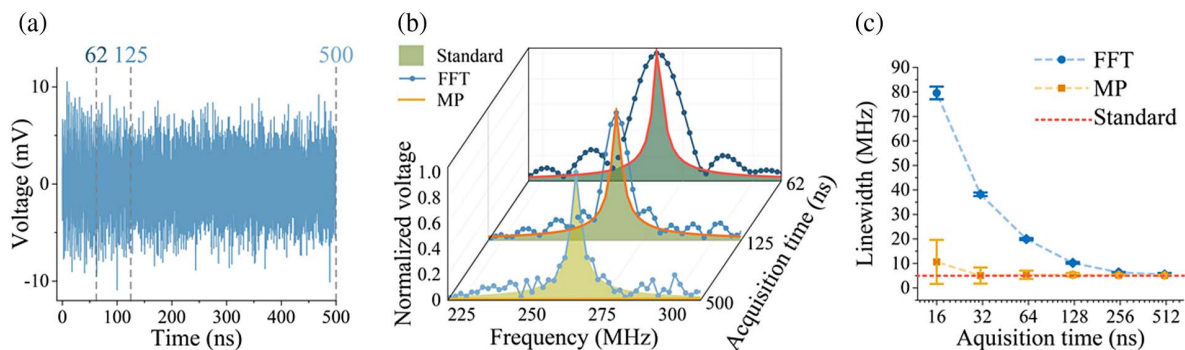 (a)
62 125 500
10
0
-10
Voltage (mV)
0 100 200 300 400 500
Time (ns)
(b)
Standard
FFT
MP
1.0
0.8
0.6
0.4
0.2
0
Normalized voltage
225 250 275 300
Frequency (MHz)
62
125
500
Acquisition time (ns)
(c)
FFT
MP
Standard
90
80
70
60
50
40
30
20
10
0
Linewidth (MHz)
16 32 64 128 256 512
Aquisition time (ns)